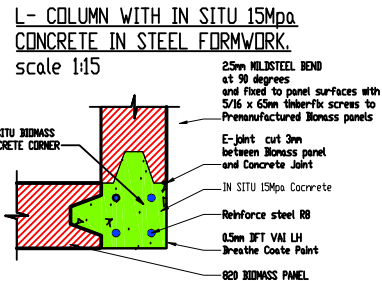 L- COLUMN WITH IN SITU 15Mpa
CONCRETE IN STEEL FORMWORK.
scale 1:15
2.5mm MILDSTEEL BEND
at 90 degrees
and fixed to panel surfaces with
5/16 x 65mm timberfix screws to
Premanufactured Biomass panels
SITU BIOMASS
CRETE CORNER
E-joint cut 3mm
between Biomass panel
and Concrete Joint
IN SITU 15Mpa Cocnrete
Reinforce steel R8
0.5mm DFT VAI LH
Breathe Coate Paint
820 BIOMASS PANEL